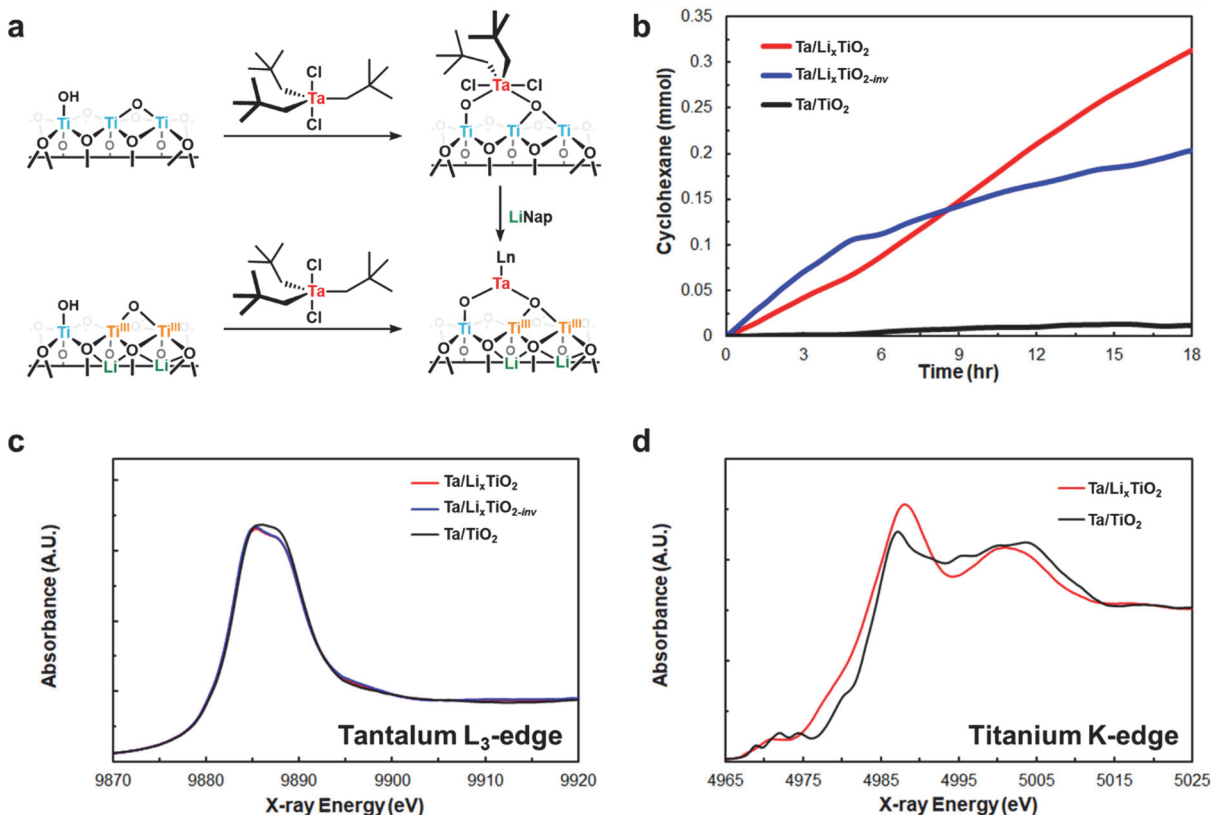 a
Cl
Ta
Cl
OH
O
Ti
Ti
Ti
O
O
O
O
O
O
O
O
Cl
Ta
Cl
O
O
Ti
Ti
Ti
O
O
O
O
O
O
O
LiNap
Cl
Ta
Cl
OH
O
Ti
TiIII
TiIII
O
O
O
O
O
O
O
Li
Li
Ln
Ta
O
O
Ti
TiIII
TiIII
O
O
O
O
O
O
O
Li
Li
b
0.35
0.3
0.25
0.2
0.15
0.1
0.05
0
Cyclohexane (mmol)
Ta/LixTiO2
Ta/LixTiO2-inv
Ta/TiO2
0 3 6 9 12 15 18
Time (hr)
c
Absorbance (A.U.)
Ta/LixTiO2
Ta/LixTiO2-inv
Ta/TiO2
Tantalum L3-edge
9870 9880 9890 9900 9910 9920
X-ray Energy (eV)
d
Absorbance (A.U.)
Ta/LixTiO2
Ta/TiO2
Titanium K-edge
4965 4975 4985 4995 5005 5015 5025
X-ray Energy (eV)